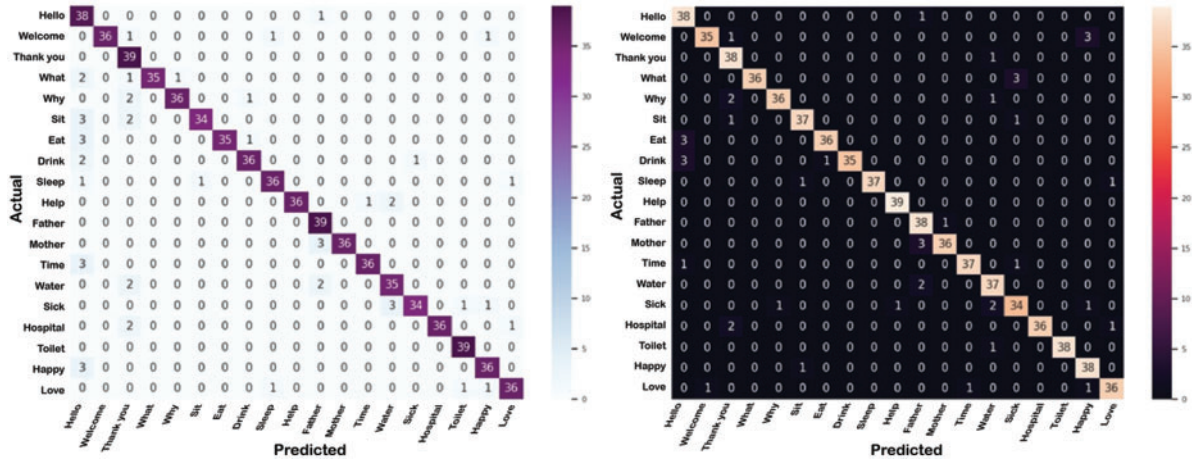 Actual
Hello 38 0 0 0 0 0 0 0 0 0 1 0 0 0 0 0 0 0 0
Welcome 0 36 1 0 0 0 0 0 1 0 0 0 0 0 0 0 0 1 0
Thank you 0 0 39 0 0 0 0 0 0 0 0 0 0 0 0 0 0 0 0
What 2 0 1 35 1 0 0 0 0 0 0 0 0 0 0 0 0 0 0
Why 0 0 2 0 36 0 0 1 0 0 0 0 0 0 0 0 0 0 0
Sit 3 0 2 0 0 34 0 0 0 0 0 0 0 0 0 0 0 0 0
Eat 3 0 0 0 0 0 35 1 0 0 0 0 0 0 0 0 0 0 0
Drink 2 0 0 0 0 0 0 36 0 0 0 0 0 0 1 0 0 0 0
Sleep 1 0 0 0 0 1 0 0 36 0 0 0 0 0 0 0 0 0 1
Help 0 0 0 0 0 0 0 0 0 36 0 0 1 2 0 0 0 0 0
Father 0 0 0 0 0 0 0 0 0 0 39 0 0 0 0 0 0 0 0
Mother 0 0 0 0 0 0 0 0 0 0 3 36 0 0 0 0 0 0 0
Time 3 0 0 0 0 0 0 0 0 0 0 0 36 0 0 0 0 0 0
Water 0 0 2 0 0 0 0 0 0 0 2 0 0 35 0 0 0 0 0
Sick 0 0 0 0 0 0 0 0 0 0 0 0 0 3 34 0 1 1 0
Hospital 0 0 2 0 0 0 0 0 0 0 0 0 0 0 0 36 0 0 1
Toilet 0 0 0 0 0 0 0 0 0 0 0 0 0 0 0 0 39 0 0
Happy 3 0 0 0 0 0 0 0 0 0 0 0 0 0 0 0 0 36 0
Love 0 0 0 0 0 0 0 0 1 0 0 0 0 0 0 0 1 1 36
Hello Welcome Thank you What Why Sit Eat Drink Sleep Help Father Mother Time Water Sick Hospital Toilet Happy Love
Predicted
35
30
25
20
15
10
5
0
Actual
Hello 38 0 0 0 0 0 0 0 0 0 1 0 0 0 0 0 0 0 0
Welcome 0 35 1 0 0 0 0 0 0 0 0 0 0 0 0 0 0 3 0
Thank you 0 0 38 0 0 0 0 0 0 0 0 0 0 1 0 0 0 0 0
What 0 0 0 36 0 0 0 0 0 0 0 0 0 0 3 0 0 0 0
Why 0 0 2 0 36 0 0 0 0 0 0 0 0 1 0 0 0 0 0
Sit 0 0 1 0 0 37 0 0 0 0 0 0 0 0 1 0 0 0 0
Eat 3 0 0 0 0 0 36 0 0 0 0 0 0 0 0 0 0 0 0
Drink 3 0 0 0 0 0 1 35 0 0 0 0 0 0 0 0 0 0 0
Sleep 0 0 0 0 0 1 0 0 37 0 0 0 0 0 0 0 0 0 1
Help 0 0 0 0 0 0 0 0 0 39 0 0 0 0 0 0 0 0 0
Father 0 0 0 0 0 0 0 0 0 0 38 1 0 0 0 0 0 0 0
Mother 0 0 0 0 0 0 0 0 0 0 3 36 0 0 0 0 0 0 0
Time 1 0 0 0 0 0 0 0 0 0 0 0 37 0 1 0 0 0 0
Water 0 0 0 0 0 0 0 0 0 0 2 0 0 37 0 0 0 0 0
Sick 0 0 0 0 1 0 0 0 0 1 0 0 0 2 34 0 0 1 0
Hospital 0 0 2 0 0 0 0 0 0 0 0 0 0 0 0 36 0 0 1
Toilet 0 0 0 0 0 0 0 0 0 0 0 0 0 1 0 0 38 0 0
Happy 0 0 0 0 0 1 0 0 0 0 0 0 0 0 0 0 0 38 0
Love 0 1 0 0 0 0 0 0 0 0 0 0 1 0 0 0 0 1 36
Hello Welcome Thank you What Why Sit Eat Drink Sleep Help Father Mother Time Water Sick Hospital Toilet Happy Love
Predicted
35
30
25
20
15
10
5
0